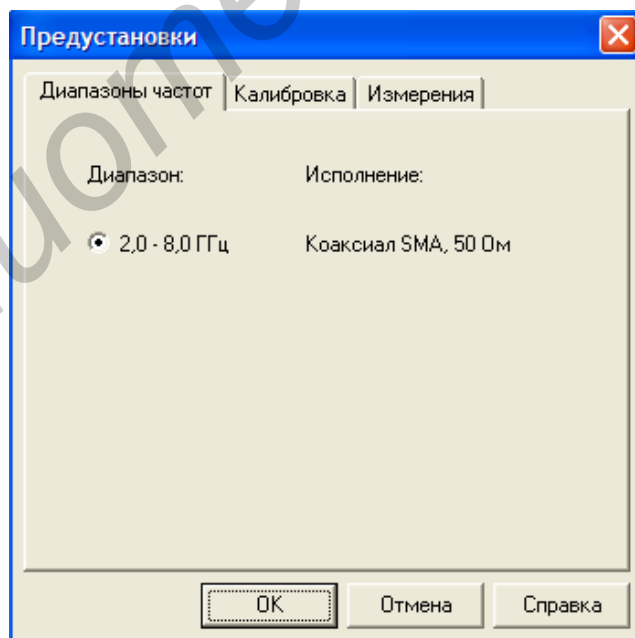 Предустановки
Диапазоны частот Калибровка Измерения
Диапазон: Исполнение:
2,0 - 8,0 ГГц Коаксиал SMA, 50 Ом
OK Отмена Справка